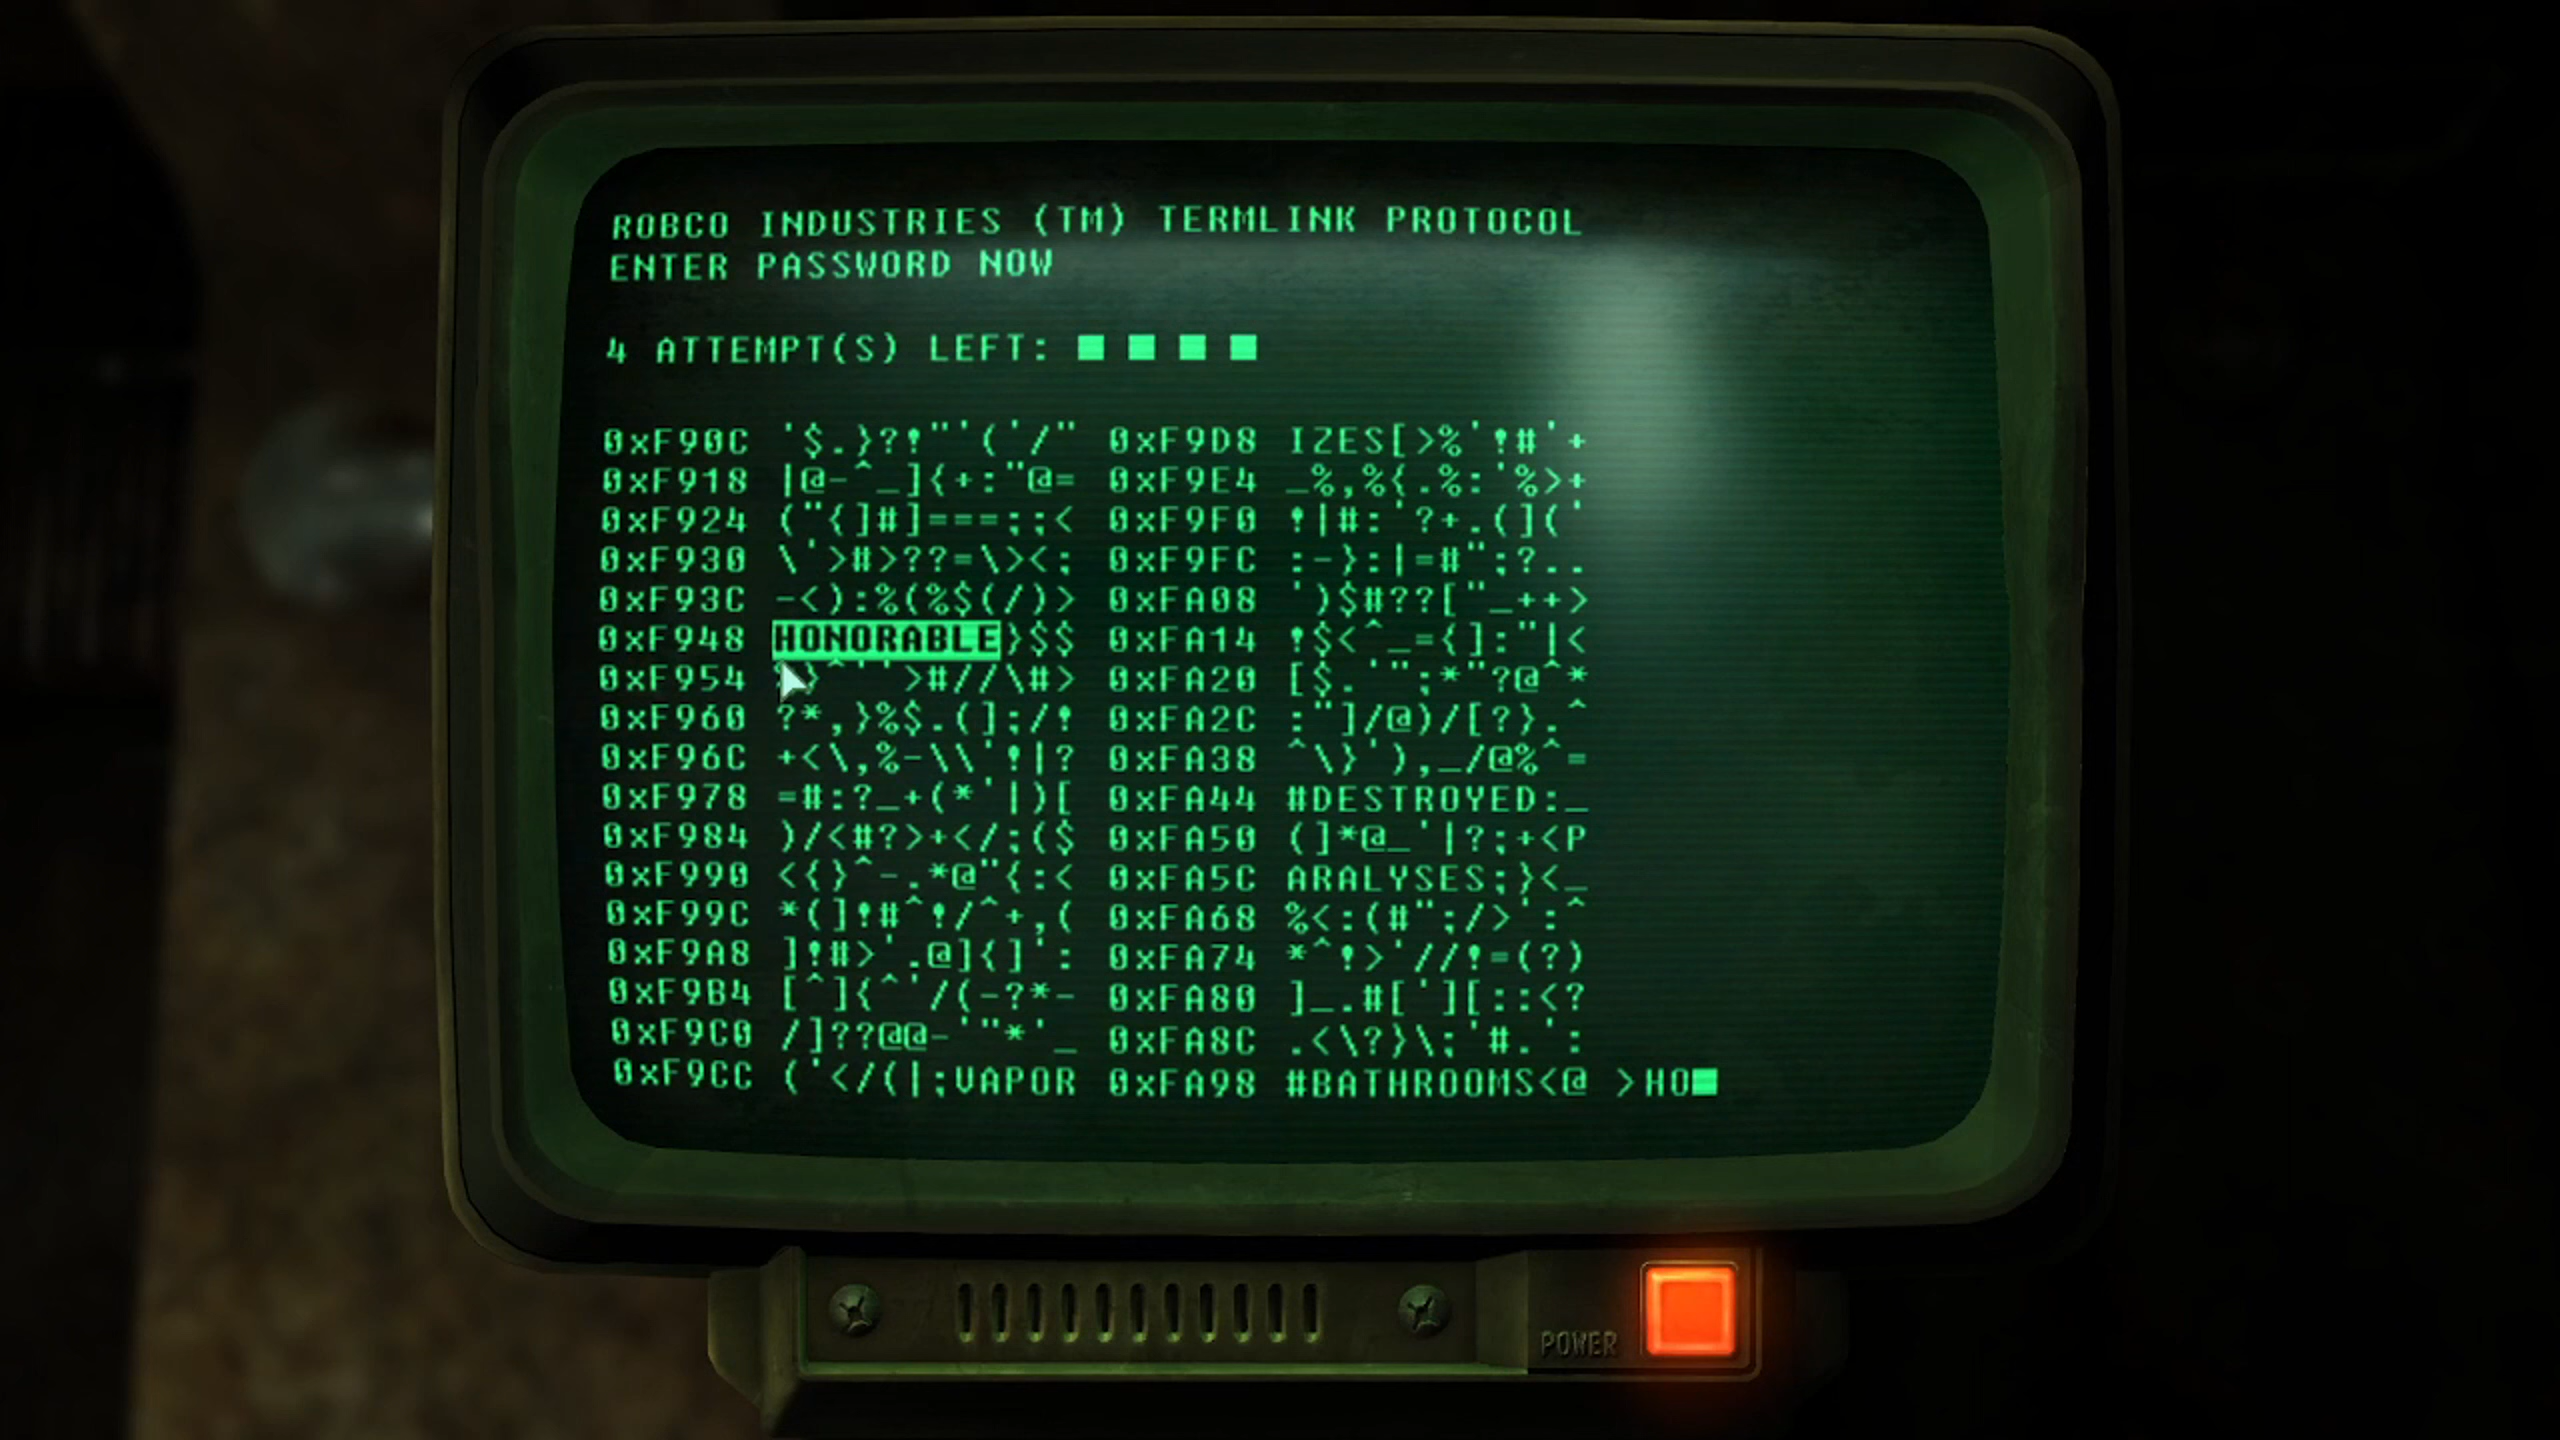 ROBCO INDUSTRIES (TM) TERMLINK PROTOCOL
ENTER PASSWORD NOW
4 ATTEMPT(S) LEFT: ■ ■ ■ ■
0xF90C '$.}?!"'('/" 0xF9D8 IZES[>%'!#'+
0xF918 |@-^_]{+:"@= 0xF9E4 _%,%{.%:'%>+
0xF924 ("{]#]===;;< 0xF9F0 !|#:'?+.(]('
0xF930 \'>#>??=\><; 0xF9FC :-}:|=#";?..
0xF93C -<):%(%$(/)> 0xFA08 ')$#??["_++>
0xF948 HONORABLE}$$ 0xFA14 !$<^_={]:"|<
0xF954 }^''>#//\#> 0xFA20 [$.'";*"?@^*
0xF960 ?*,}%$.(];/! 0xFA2C :"]/@)/[?}.^
0xF96C +<\,%-\\'!|? 0xFA38 ^\}'),_/@%^=
0xF978 =#:?_+(*'|)[ 0xFA44 #DESTROYED:_
0xF984 )/<#?>+</;($ 0xFA50 (]*@_'|?;+<P
0xF990 <{}^-.*@"{:< 0xFA5C ARALYSES;}<_
0xF99C *(]!#^!/^+,( 0xFA68 %<:(#";/>':^
0xF9A8 ]!#>'.@]{]': 0xFA74 *^!>'//!=(?)
0xF9B4 [^]{^'/(-?*- 0xFA80 ]_.#['][::<?
0xF9C0 /]??@@-'"*'_ 0xFA8C .<\?}\;'#.':
0xF9CC ('</(|;VAPOR 0xFA98 #BATHROOMS<@ >HO■
POWER